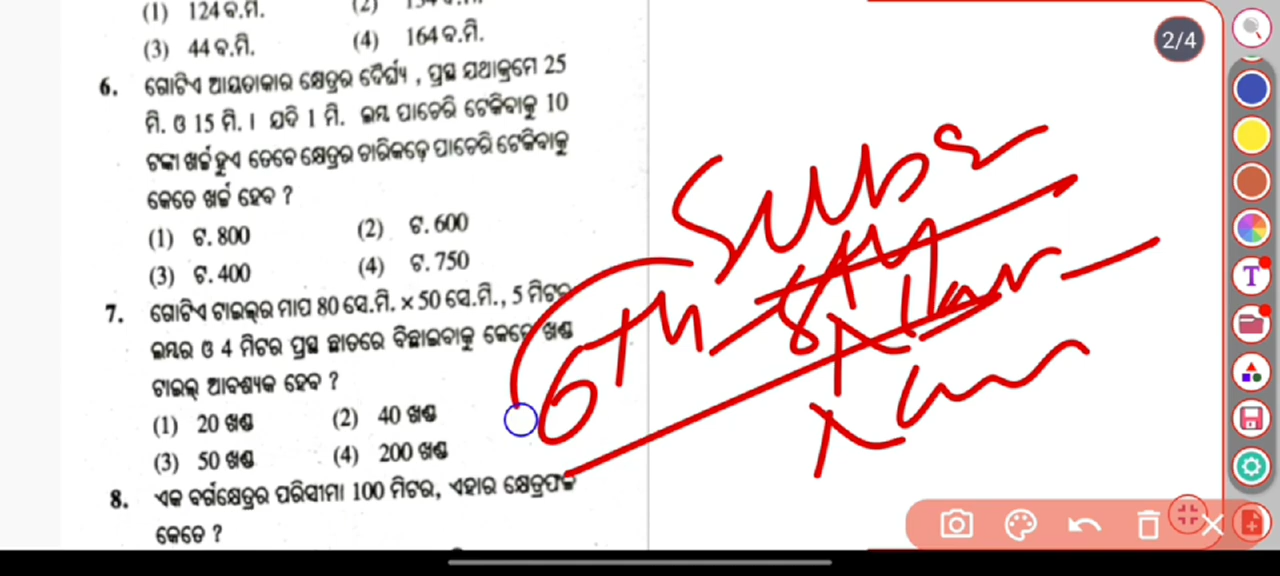 (1) 124 ବ.ମି.
(3) 44 ବ.ମି. (4) 164 ବ.ମି.
6. ଗୋଟିଏ ଆୟତାକାର କ୍ଷେତ୍ରର ଦୈର୍ଘ୍ୟ , ପ୍ରସ୍ଥ ଯଥାକ୍ରମେ 25
ମି. ଓ 15 ମି. । ଯଦି 1 ମି. ଲମ୍ବ ପାଚେରି ଟେକିବାକୁ 10
ଟଙ୍କା ଖର୍ଚ୍ଚ ହୁଏ ତେବେ କ୍ଷେତ୍ରର ଚାରିକଡ଼େ ପାଚେରି ଟେକିବାକୁ
କେତେ ଖର୍ଚ୍ଚ ହେବ ?
(1) ଟ. 800 (2) ଟ. 600
(3) ଟ. 400 (4) ଟ. 750
7. ଗୋଟିଏ ଟାଇଲ୍‌ର ମାପ 80 ସେ.ମି. × 50 ସେ.ମି., 5 ମିଟର
ଲମ୍ବର ଓ 4 ମିଟର ପ୍ରସ୍ଥ ଛାତରେ ବିଛାଇବାକୁ କେତେ ଖଣ୍ଡ
ଟାଇଲ୍ ଆବଶ୍ୟକ ହେବ ?
(1) 20 ଖଣ୍ଡ (2) 40 ଖଣ୍ଡ
(3) 50 ଖଣ୍ଡ (4) 200 ଖଣ୍ଡ
8. ଏକ ବର୍ଗକ୍ଷେତ୍ରର ପରିସୀମା 100 ମିଟର, ଏହାର କ୍ଷେତ୍ରଫଳ
କେତେ ?
2/4
Subs
6TH
T